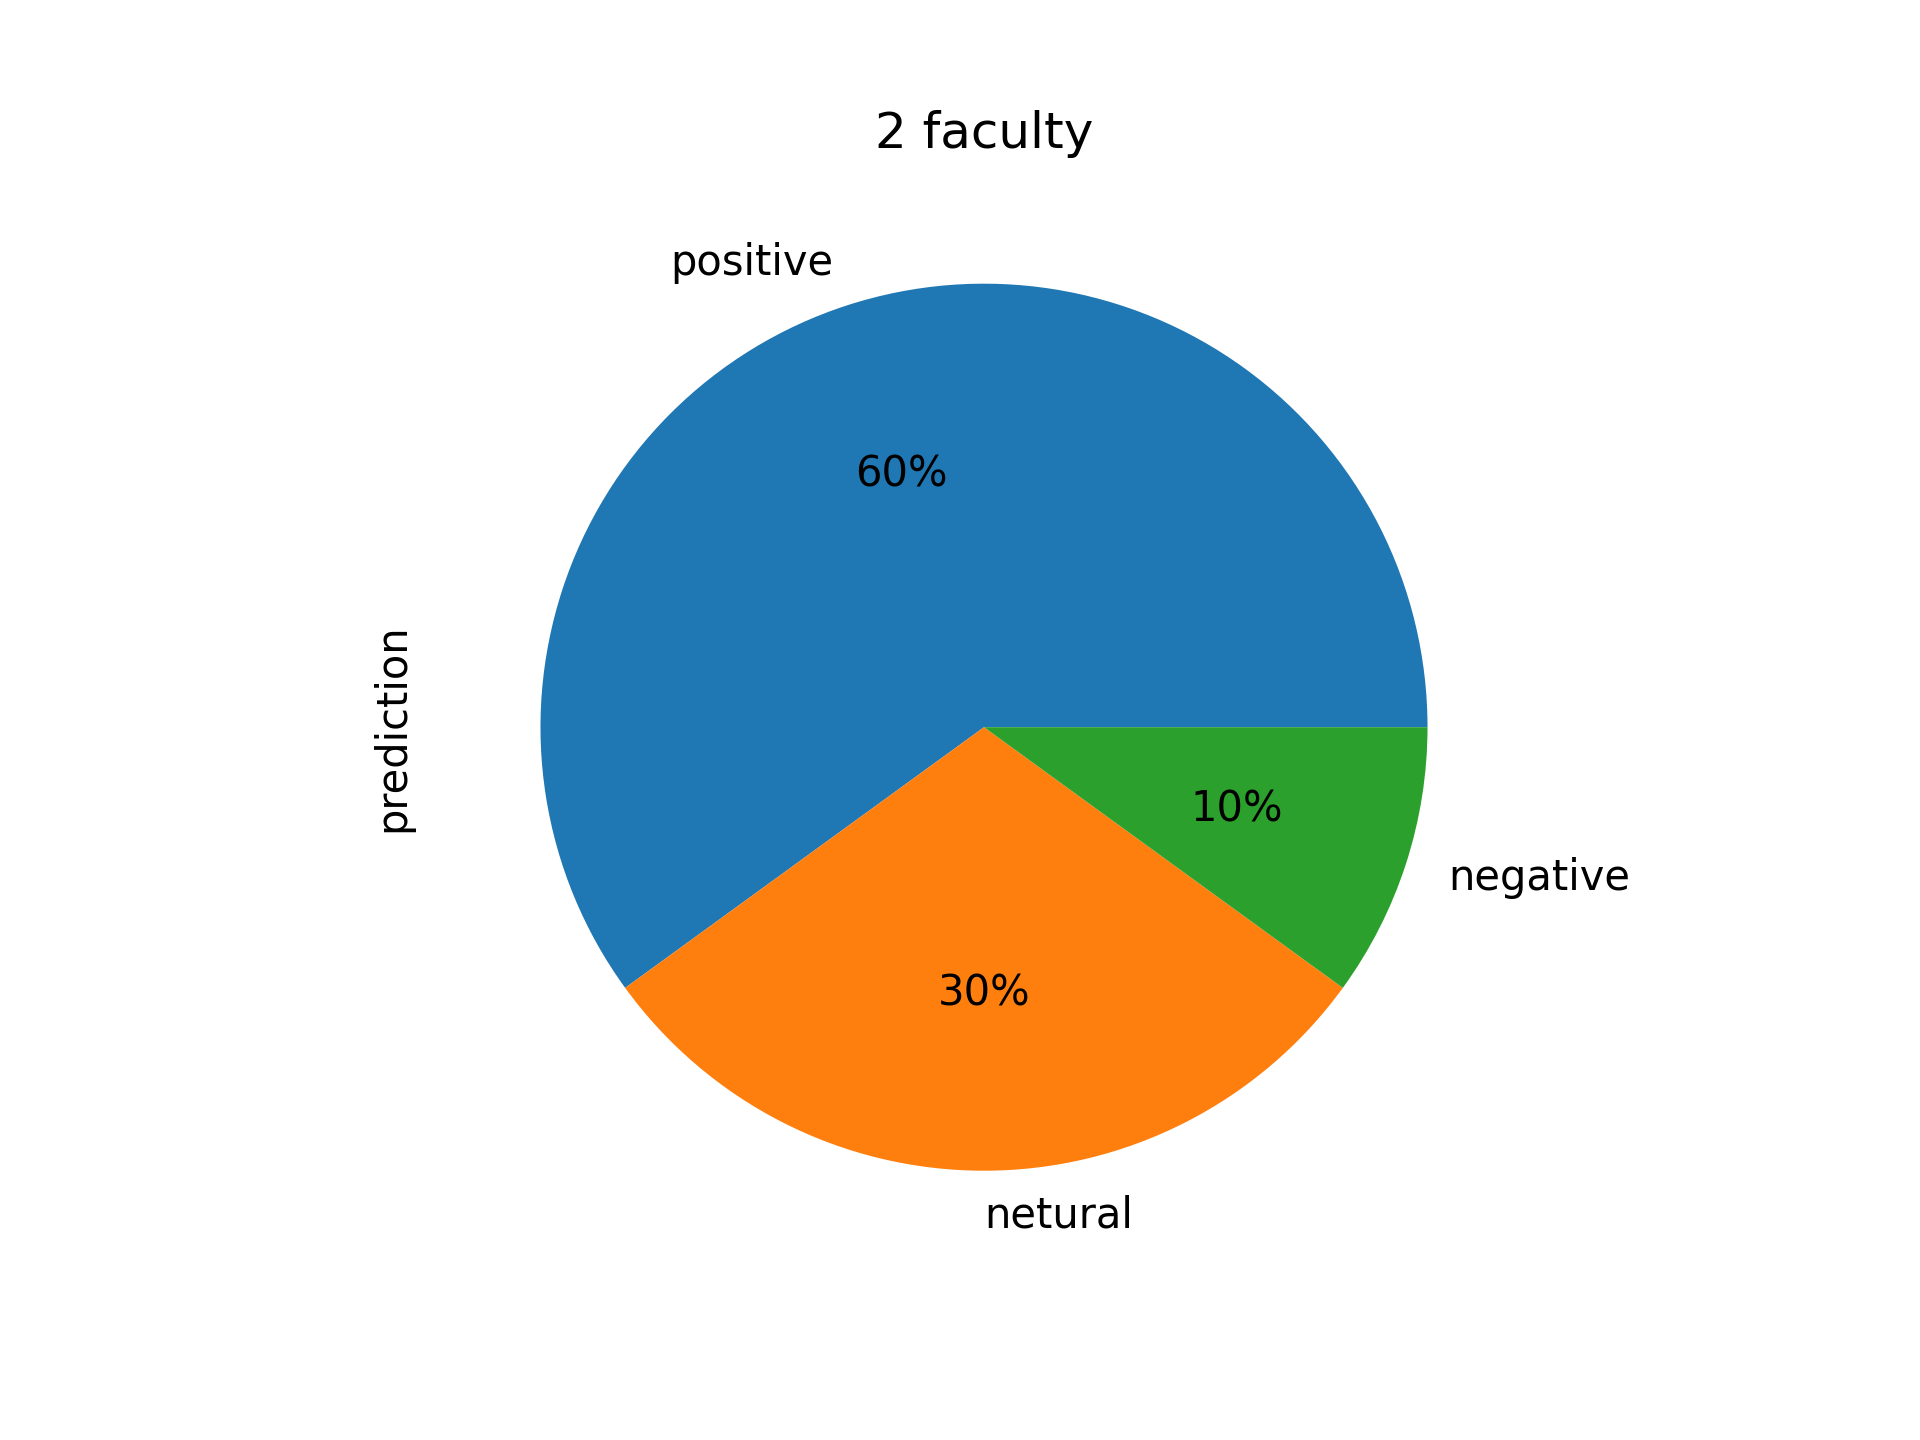 2 faculty
positive
60%
prediction
10%
negative
30%
netural